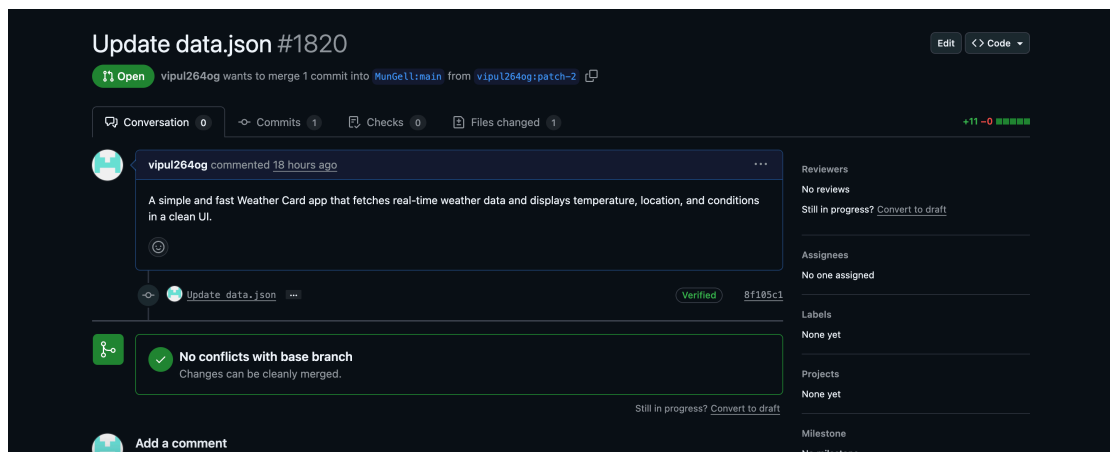 Update data.json #1820
Edit
<> Code
Open
vipul264og wants to merge 1 commit into MunGell:main from vipul264og:patch-2
Conversation 0
Commits 1
Checks 0
Files changed 1
+11 −0
vipul264og commented 18 hours ago
A simple and fast Weather Card app that fetches real-time weather data and displays temperature, location, and conditions
in a clean UI.
Update data.json
Verified
8f105c1
No conflicts with base branch
Changes can be cleanly merged.
Still in progress? Convert to draft
Add a comment
Reviewers
No reviews
Still in progress? Convert to draft
Assignees
No one assigned
Labels
None yet
Projects
None yet
Milestone